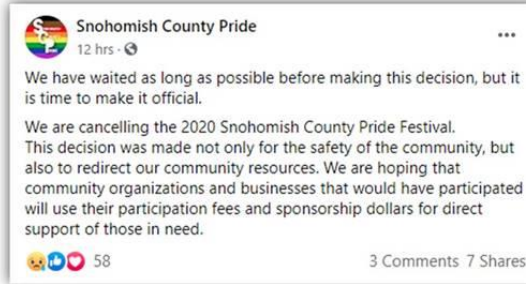 Snohomish County Pride
12 hrs ·
We have waited as long as possible before making this decision, but it
is time to make it official.
We are cancelling the 2020 Snohomish County Pride Festival.
This decision was made not only for the safety of the community, but
also to redirect our community resources. We are hoping that
community organizations and businesses that would have participated
will use their participation fees and sponsorship dollars for direct
support of those in need.
58
3 Comments 7 Shares